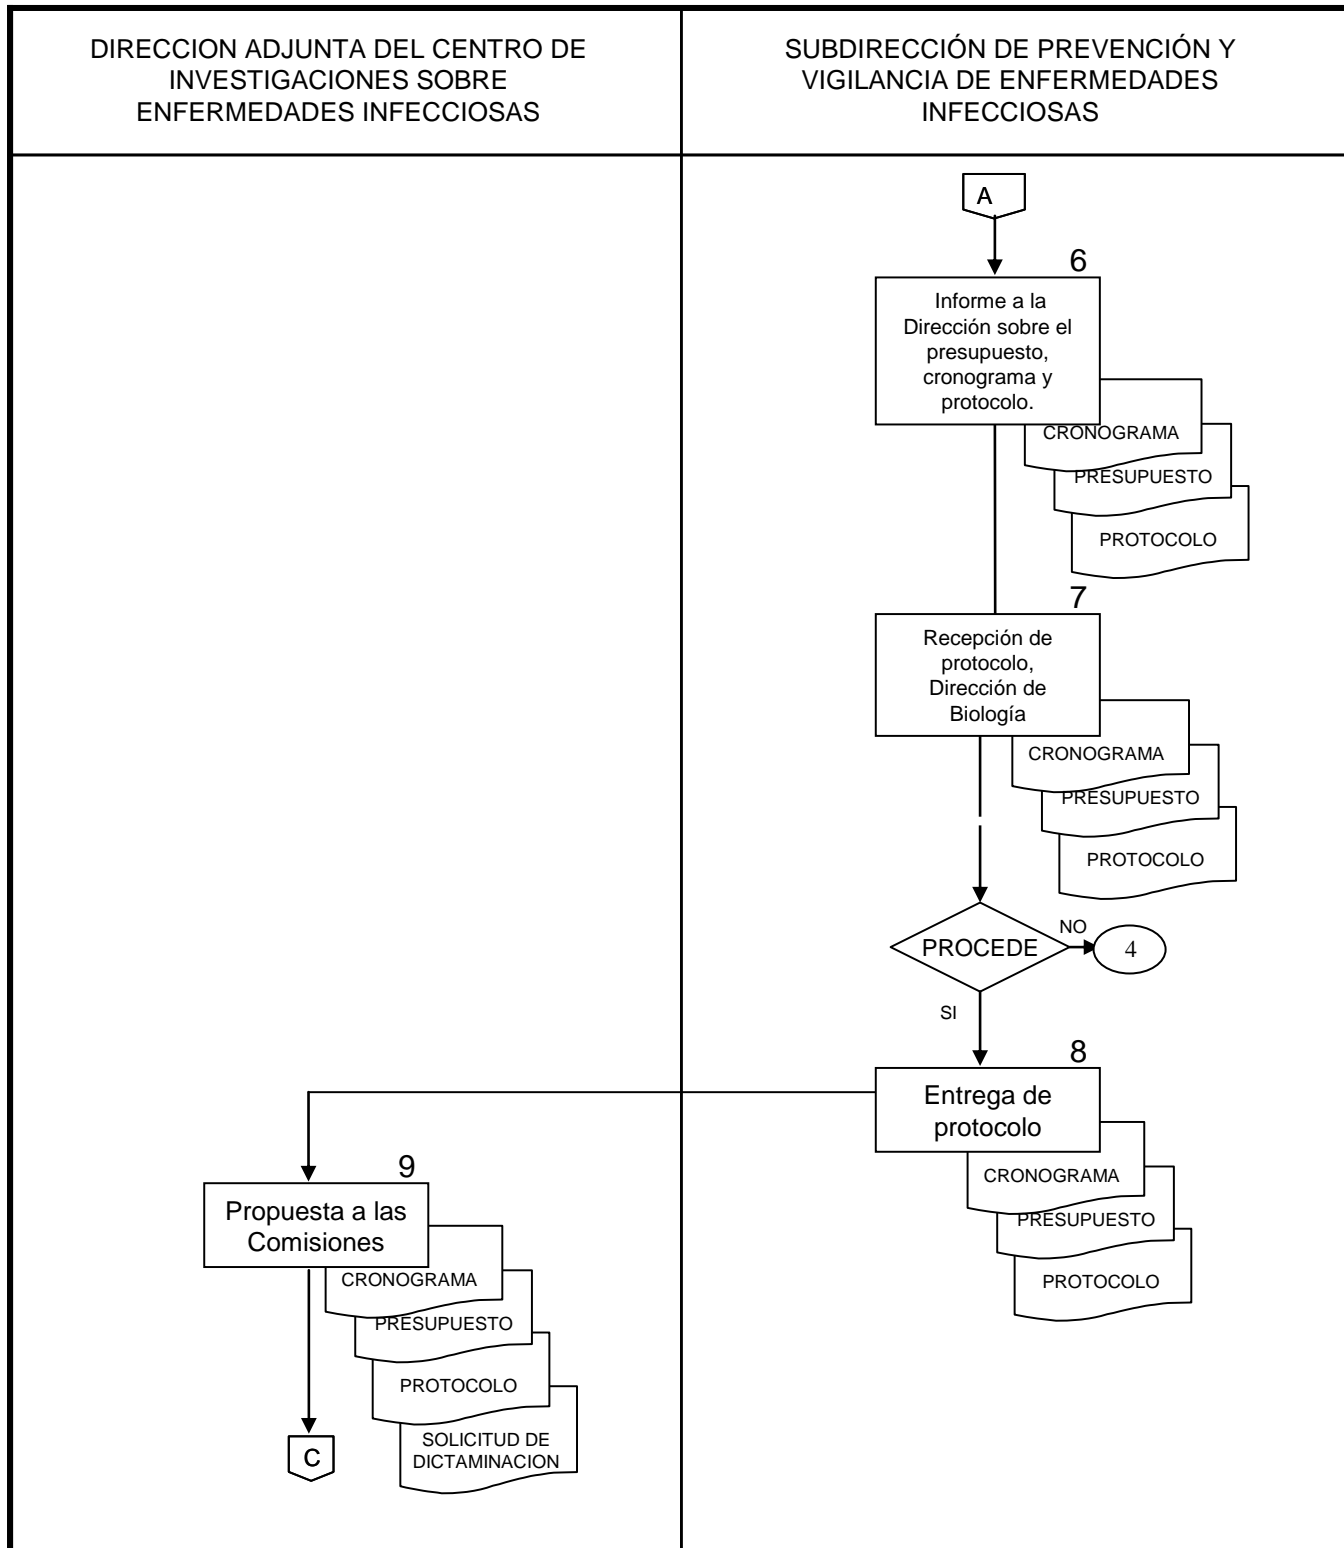 DIRECCION ADJUNTA DEL CENTRO DE
INVESTIGACIONES SOBRE
ENFERMEDADES INFECCIOSAS
SUBDIRECCIÓN DE PREVENCIÓN Y
VIGILANCIA DE ENFERMEDADES
INFECCIOSAS
A
6
Informe a la
Dirección sobre el
presupuesto,
cronograma y
protocolo.
CRONOGRAMA
PRESUPUESTO
PROTOCOLO
7
Recepción de
protocolo,
Dirección de
Biología
CRONOGRAMA
PRESUPUESTO
PROTOCOLO
PROCEDE
NO
4
SI
8
Entrega de
protocolo
CRONOGRAMA
PRESUPUESTO
PROTOCOLO
9
Propuesta a las
Comisiones
CRONOGRAMA
PRESUPUESTO
PROTOCOLO
SOLICITUD DE
DICTAMINACION
C